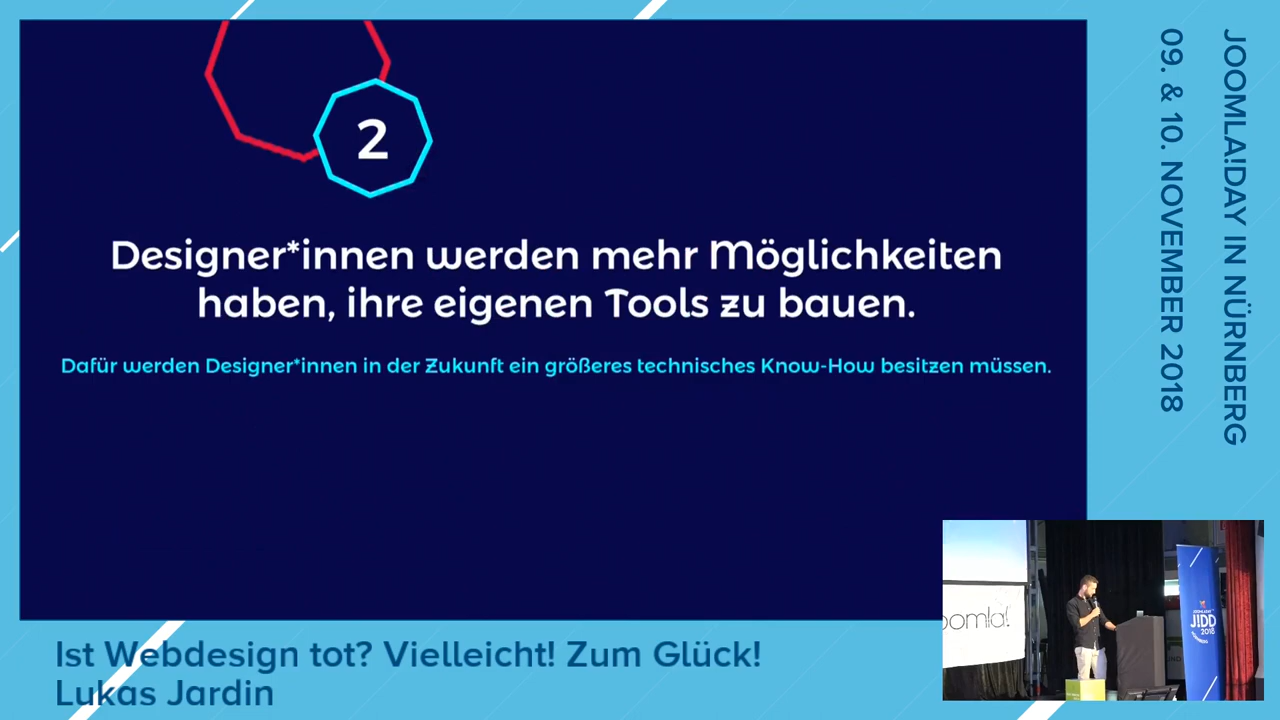 2
Designer*innen werden mehr Möglichkeiten
haben, ihre eigenen Tools zu bauen.
Dafür werden Designer*innen in der Zukunft ein größeres technisches Know-How besitzen müssen.
JOOMLA!DAY IN NÜRNBERG
09. & 10. NOVEMBER 2018
Ist Webdesign tot? Vielleicht! Zum Glück!
Lukas Jardin
oomla!
J!DD
2018